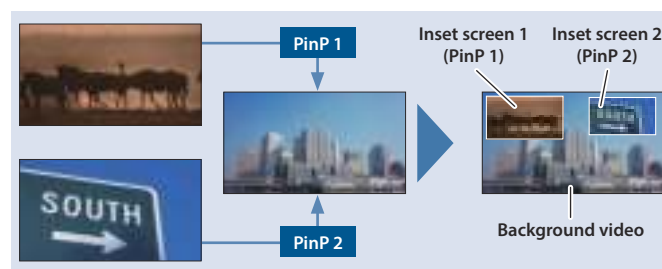 PinP 1
Inset screen 1
(PinP 1)
Inset screen 2
(PinP 2)
SOUTH
PinP 2
Background video